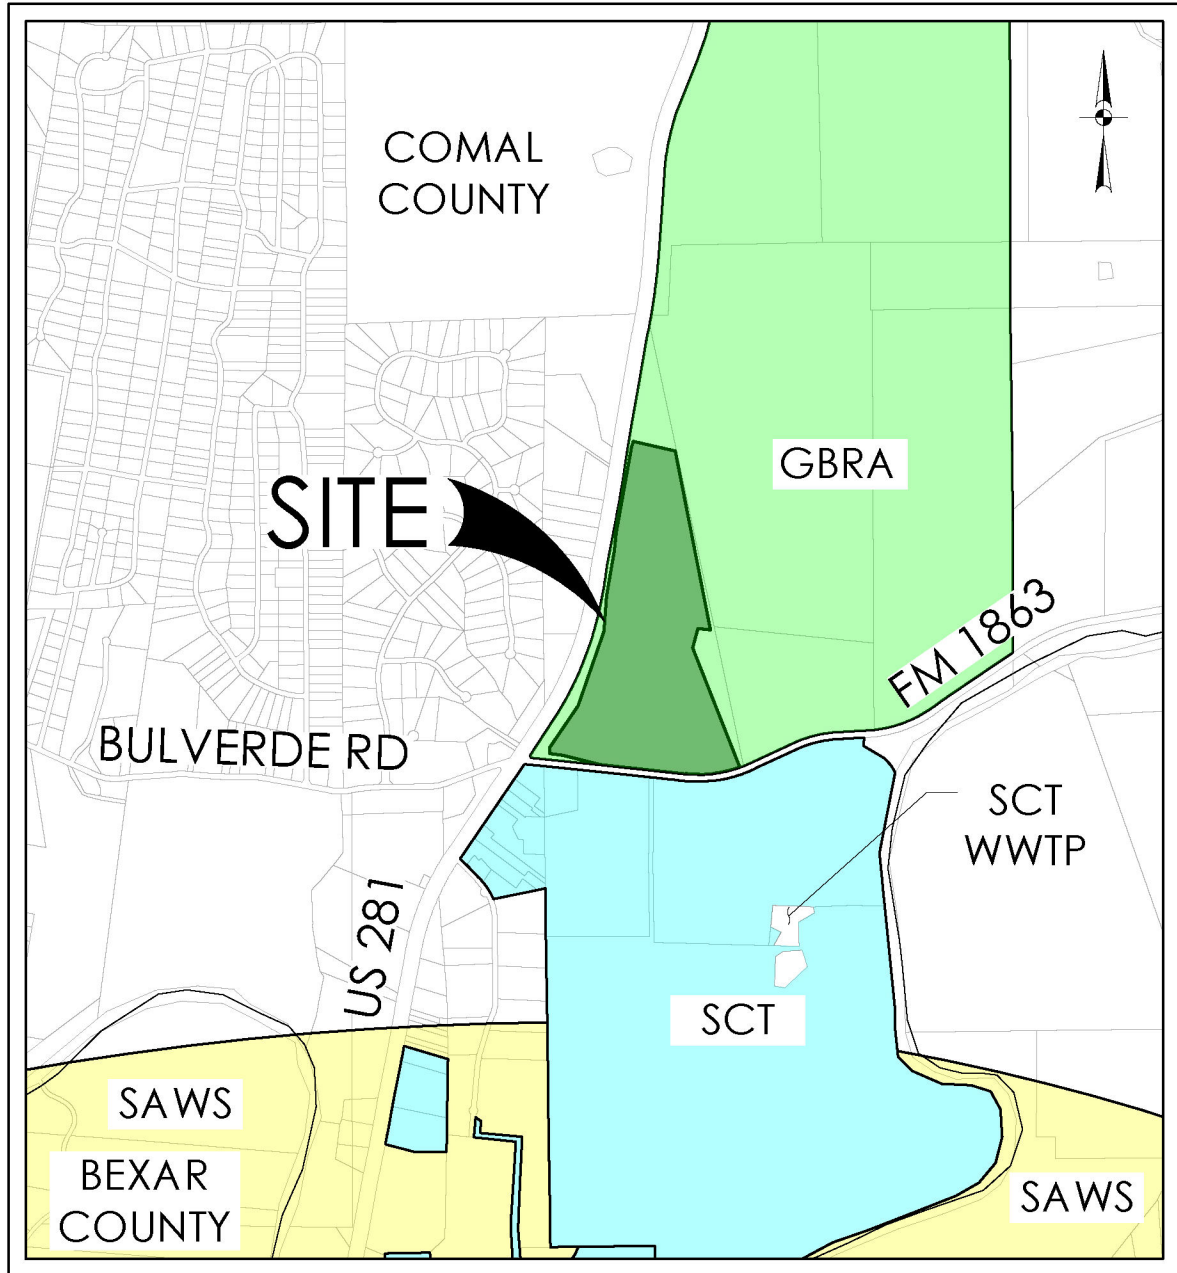 COMAL
COUNTY
GBRA
SITE
FM 1863
BULVERDE RD
SCT
WWTP
US 281
SCT
SAWS
BEXAR
COUNTY
SAWS